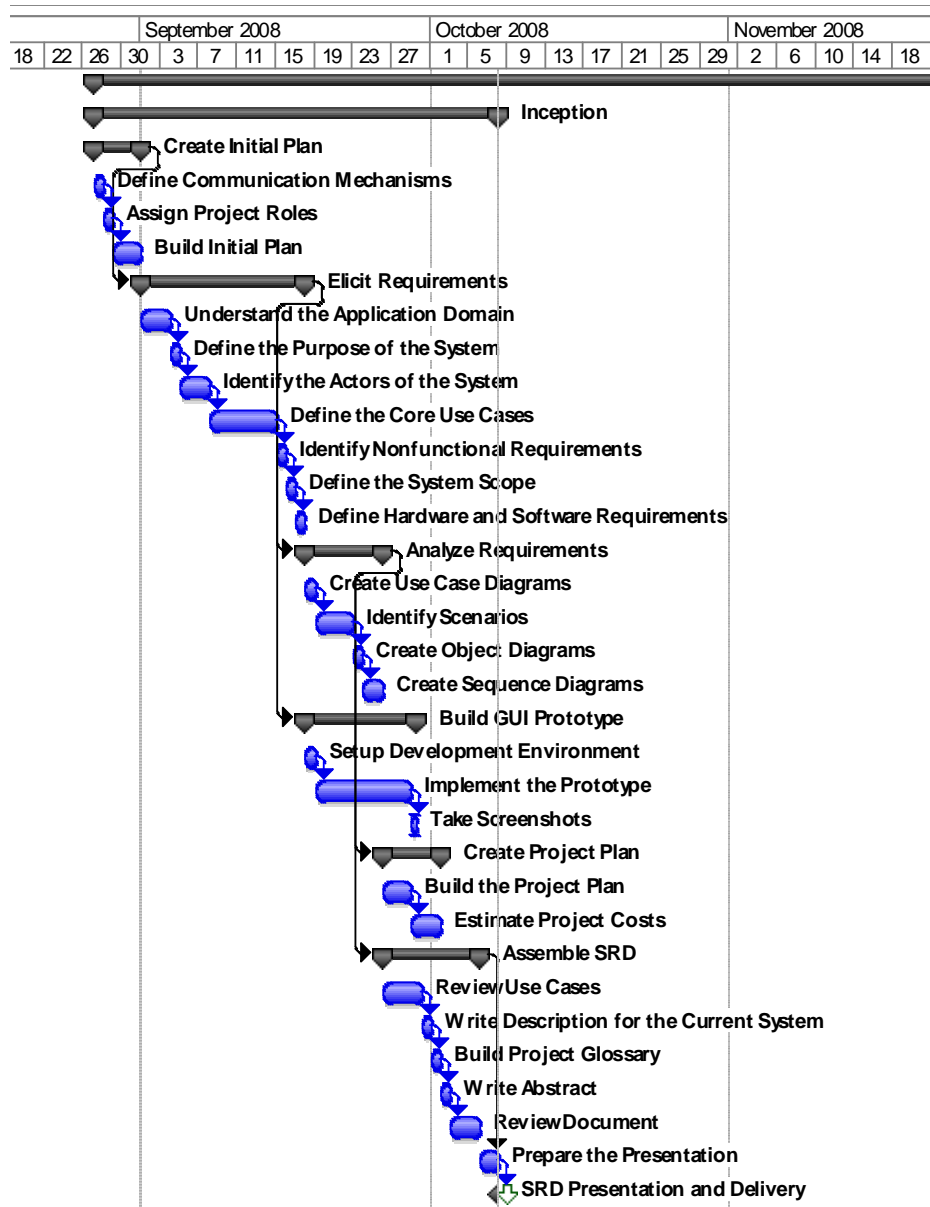 September 2008 October 2008 November 2008
18 22 26 30 3 7 11 15 19 23 27 1 5 9 13 17 21 25 29 2 6 10 14 18
Inception
Create Initial Plan
Define Communication Mechanisms
Assign Project Roles
Build Initial Plan
Elicit Requirements
Understand the Application Domain
Define the Purpose of the System
Identify the Actors of the System
Define the Core Use Cases
Identify Nonfunctional Requirements
Define the System Scope
Define Hardware and Software Requirements
Analyze Requirements
Create Use Case Diagrams
Identify Scenarios
Create Object Diagrams
Create Sequence Diagrams
Build GUI Prototype
Setup Development Environment
Implement the Prototype
Take Screenshots
Create Project Plan
Build the Project Plan
Estimate Project Costs
Assemble SRD
Review Use Cases
Write Description for the Current System
Build Project Glossary
Write Abstract
Review Document
Prepare the Presentation
SRD Presentation and Delivery